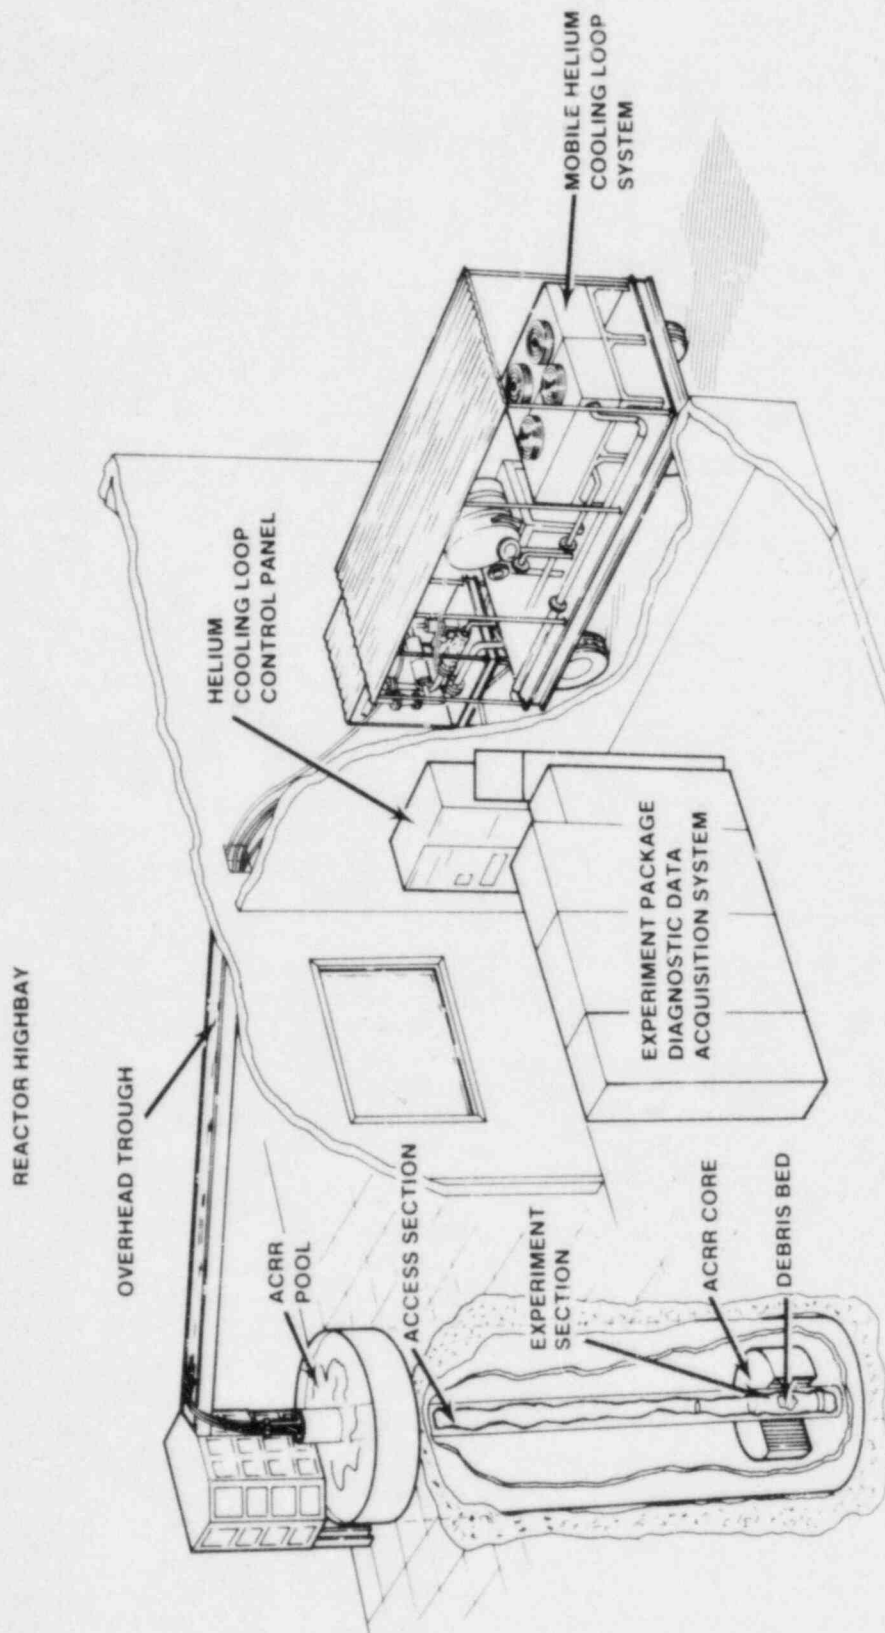 REACTOR HIGHBAY
OVERHEAD TROUGH
ACRR
POOL
ACCESS SECTION
EXPERIMENT
SECTION
ACRR CORE
DEBRIS BED
HELIUM
COOLING LOOP
CONTROL PANEL
EXPERIMENT PACKAGE
DIAGNOSTIC DATA
ACQUISITION SYSTEM
MOBILE HELIUM
COOLING LOOP
SYSTEM